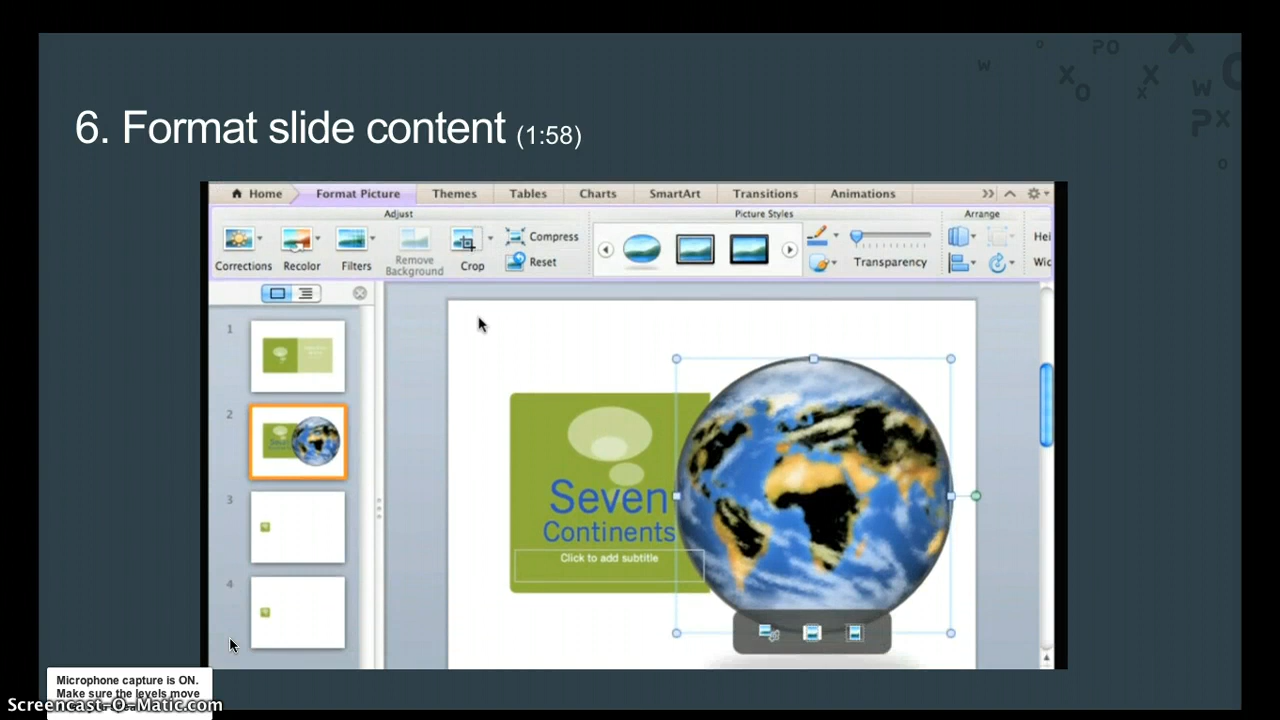 PO
X
w
X
X
O
x
w
O
P
x
o
6. Format slide content (1:58)
Home
Format Picture
Themes
Tables
Charts
SmartArt
Transitions
Animations
Adjust
Picture Styles
Arrange
Corrections
Recolor
Filters
Remove
Background
Crop
Compress
Reset
Transparency
Hei
Wid
1
2
3
4
Seven
Continents
Click to add subtitle
Microphone capture is ON.
Make sure the levels move
Screencast-O-Matic.com